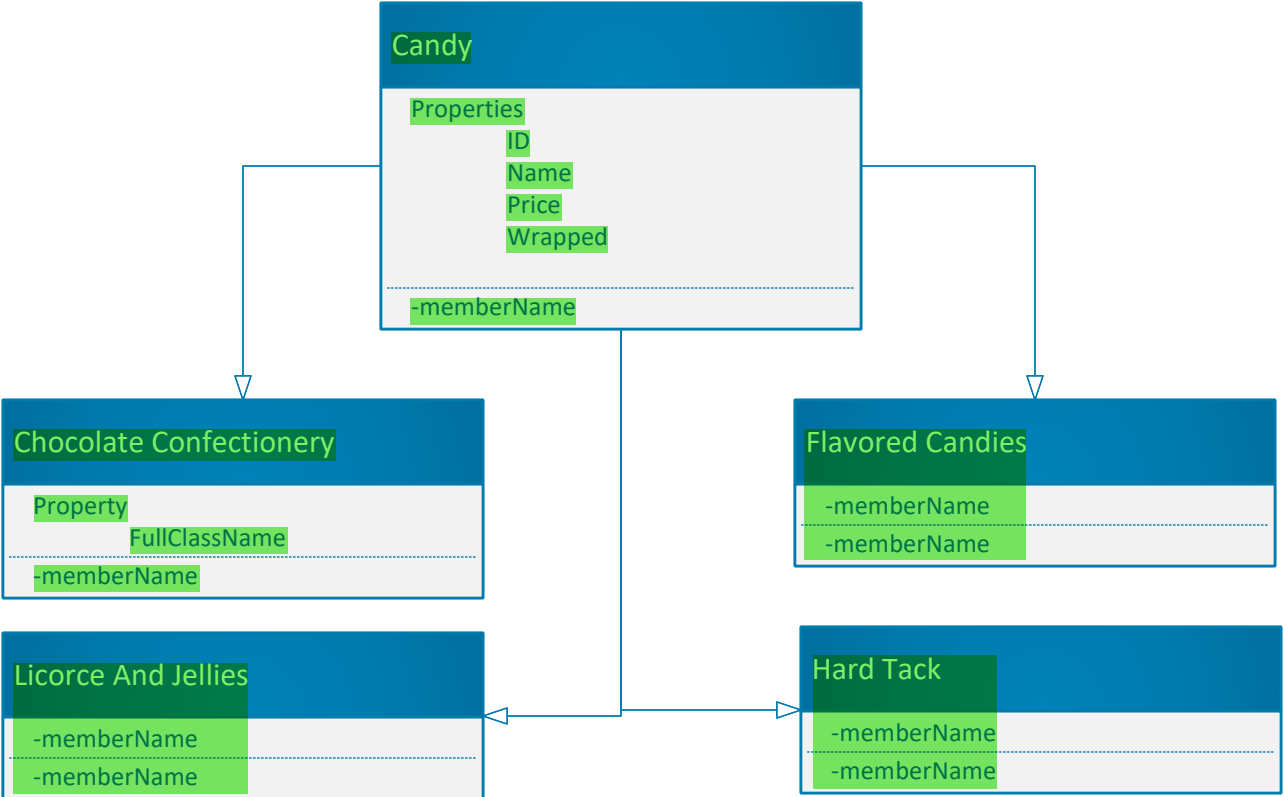 Candy
Properties
ID
Name
Price
Wrapped
-memberName
Chocolate Confectionery
Property
FullClassName
-memberName
Flavored Candies
-memberName
-memberName
Licorce And Jellies
-memberName
-memberName
Hard Tack
-memberName
-memberName